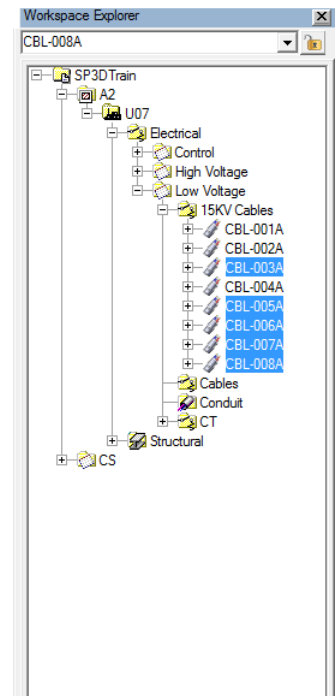 Workspace Explorer
CBL-008A
SP3DTrain
A2
U07
Electrical
Control
High Voltage
Low Voltage
15KV Cables
CBL-001A
CBL-002A
CBL-003A
CBL-004A
CBL-005A
CBL-006A
CBL-007A
CBL-008A
Cables
Conduit
CT
Structural
CS